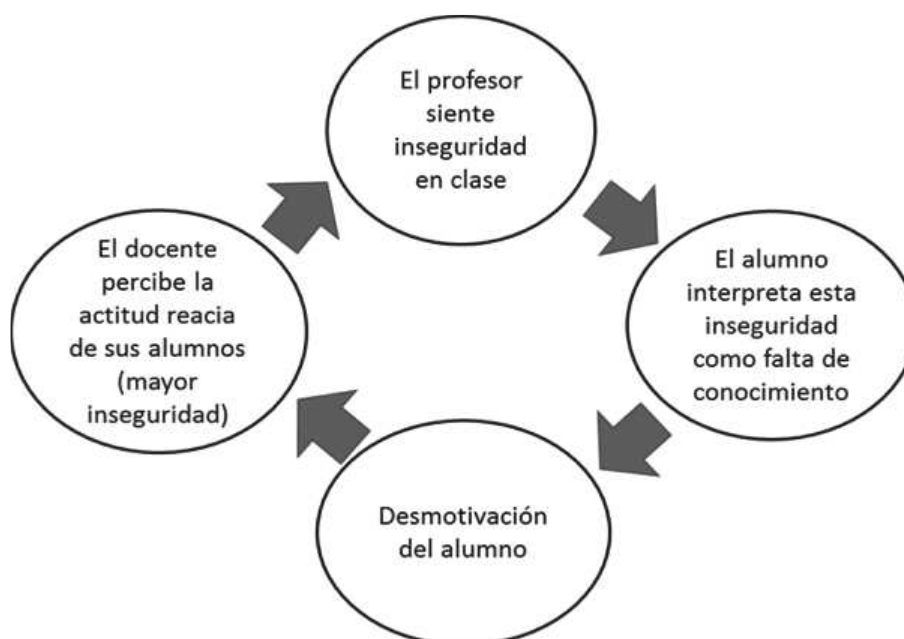 El profesor
siente
inseguridad
en clase
El alumno
interpreta esta
inseguridad
como falta de
conocimiento
Desmotivación
del alumno
El docente
percibe la
actitud reacia
de sus alumnos
(mayor
inseguridad)